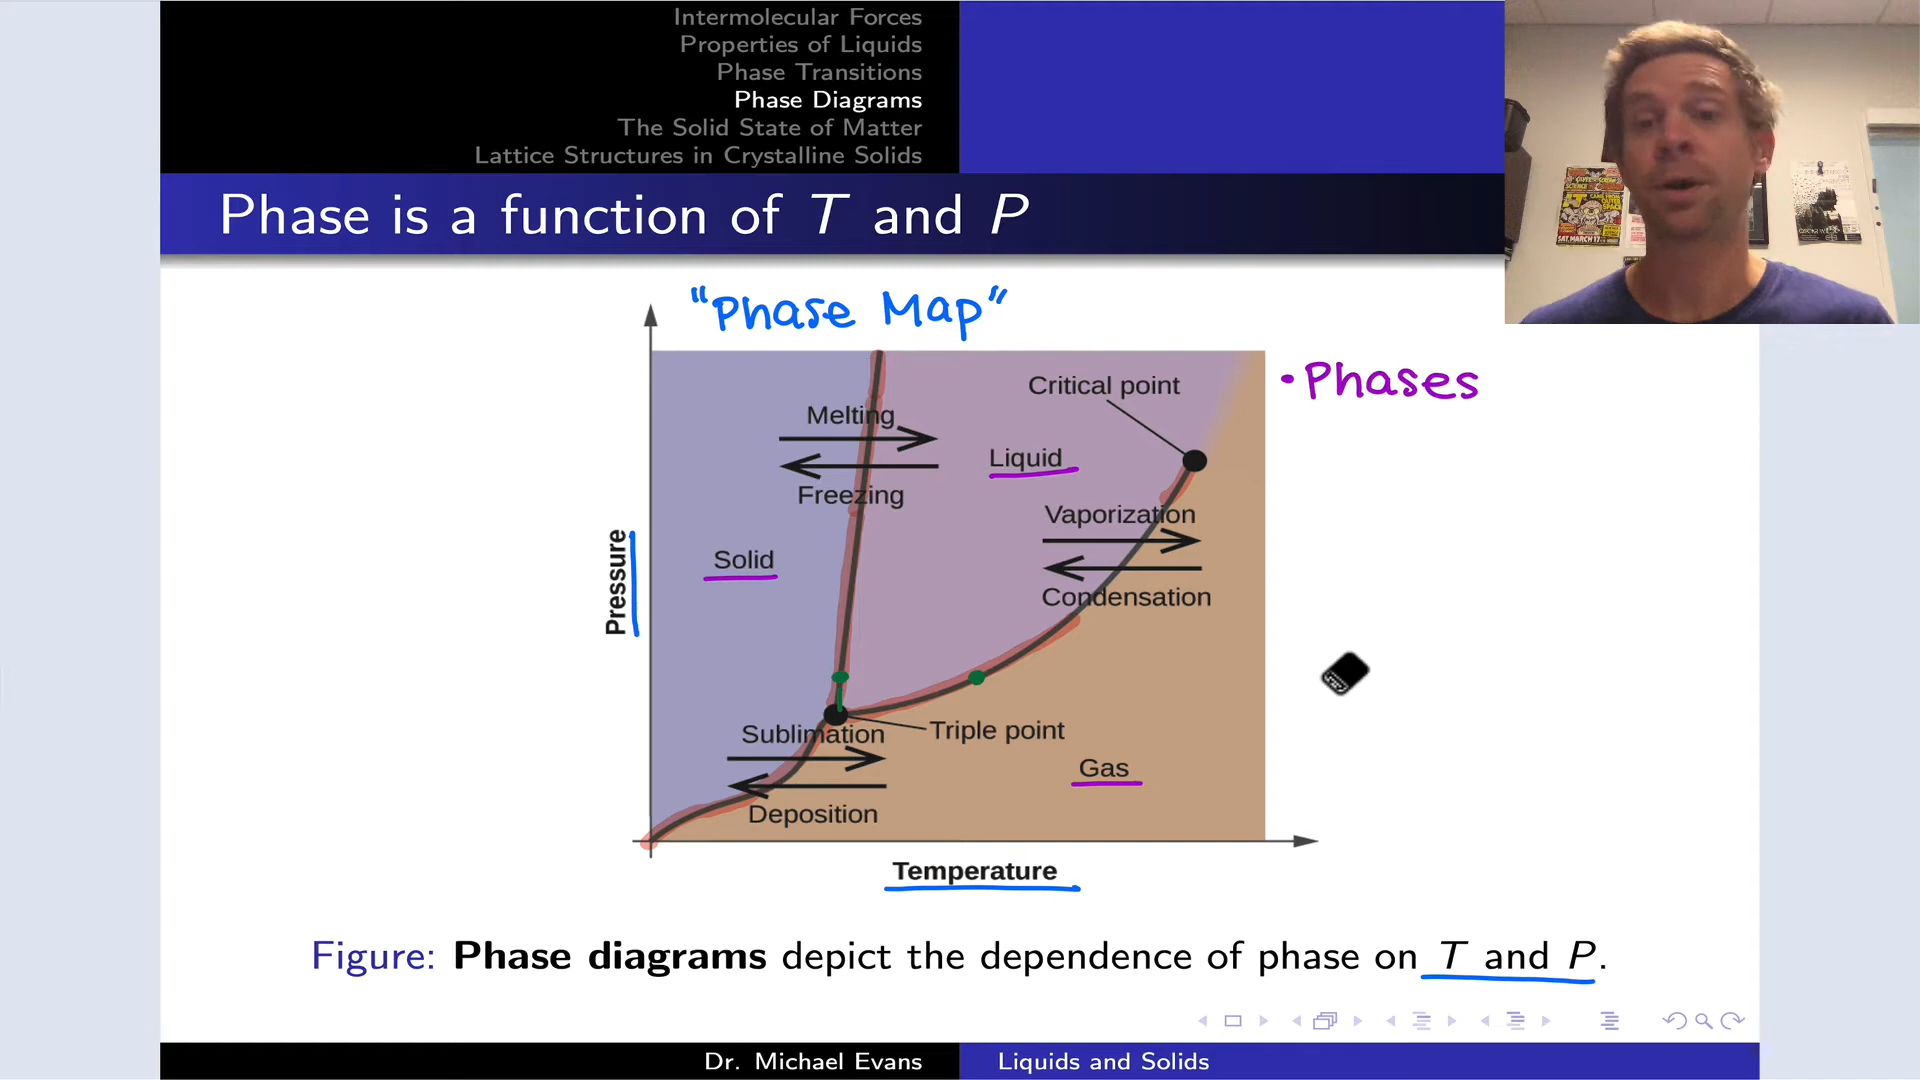 Intermolecular Forces
Properties of Liquids
Phase Transitions
Phase Diagrams
The Solid State of Matter
Lattice Structures in Crystalline Solids
Phase is a function of T and P
"Phase Map"
• Phases
Critical point
Melting
Liquid
Freezing
Vaporization
Solid
Pressure
Condensation
Sublimation
Triple point
Gas
Deposition
Temperature
Figure: Phase diagrams depict the dependence of phase on T and P.
Dr. Michael Evans
Liquids and Solids
SAT. MARCH 17